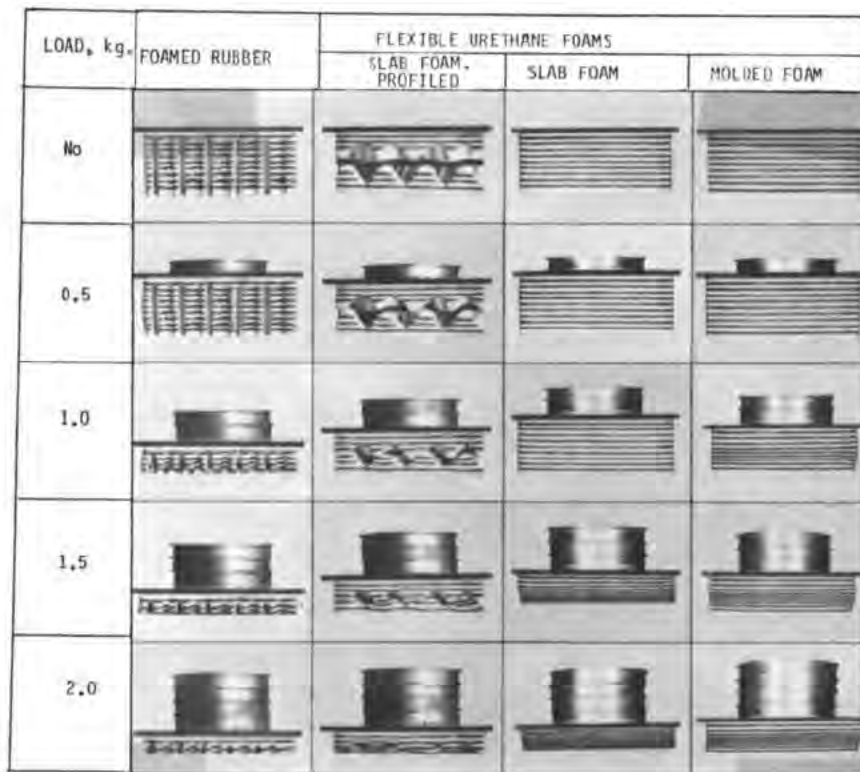 LOAD, kg.
FOAMED RUBBER
FLEXIBLE URETHANE FOAMS
SLAB FOAM,
PROFILED
SLAB FOAM
MOLDED FOAM
No
0.5
1.0
1.5
2.0